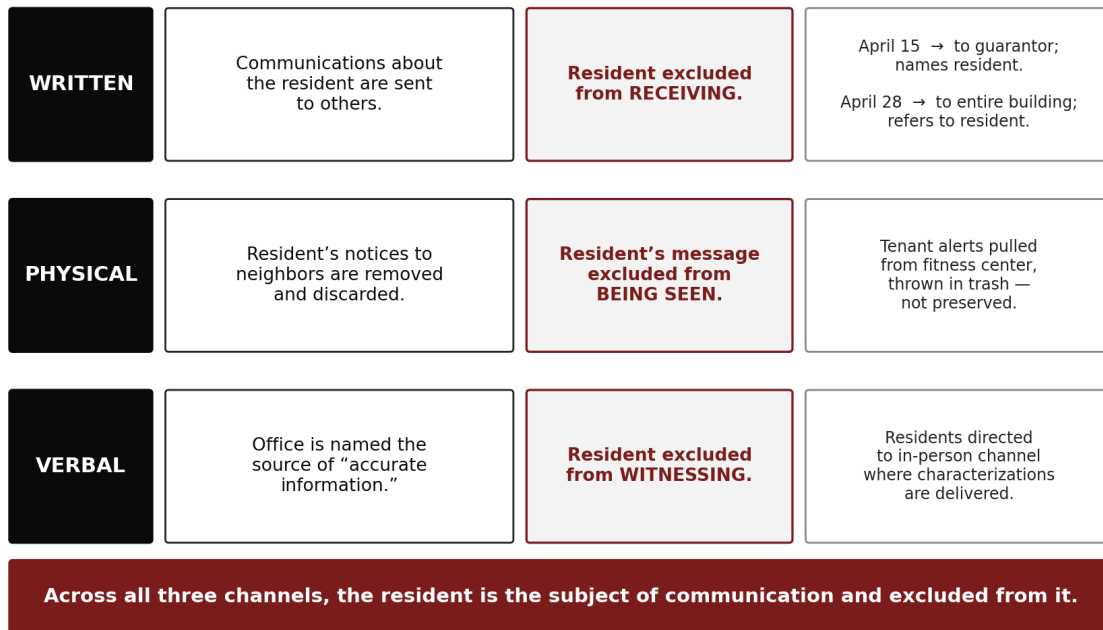 WRITTEN
Communications about
the resident are sent
to others.
Resident excluded
from RECEIVING.
April 15 → to guarantor;
names resident.
April 28 → to entire building;
refers to resident.
PHYSICAL
Resident’s notices to
neighbors are removed
and discarded.
Resident’s message
excluded from
BEING SEEN.
Tenant alerts pulled
from fitness center,
thrown in trash —
not preserved.
VERBAL
Office is named the
source of “accurate
information.”
Resident excluded
from WITNESSING.
Residents directed
to in-person channel
where characterizations
are delivered.
Across all three channels, the resident is the subject of communication and excluded from it.